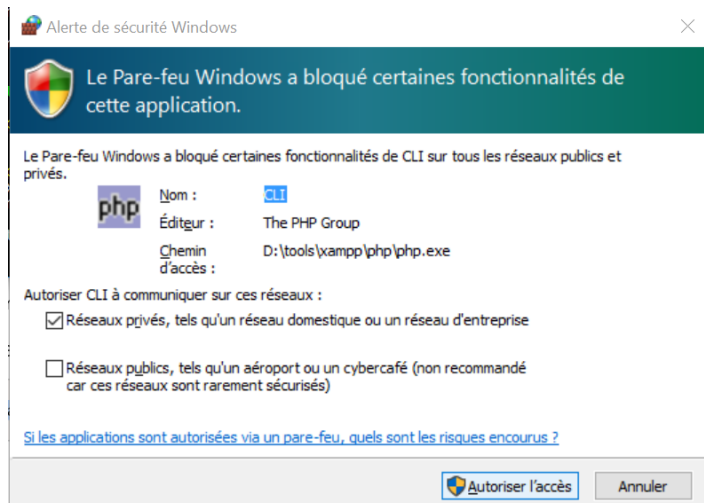 Alerte de sécurité Windows
Le Pare-feu Windows a bloqué certaines fonctionnalités de
cette application.
Le Pare-feu Windows a bloqué certaines fonctionnalités de CLI sur tous les réseaux publics et
privés.
php
Nom : CLI
Éditeur : The PHP Group
Chemin d'accès : D:\tools\xampp\php\php.exe
Autoriser CLI à communiquer sur ces réseaux :
Réseaux privés, tels qu'un réseau domestique ou un réseau d'entreprise
Réseaux publics, tels qu'un aéroport ou un cybercafé (non recommandé
car ces réseaux sont rarement sécurisés)
Si les applications sont autorisées via un pare-feu, quels sont les risques encourus ?
Autoriser l'accès
Annuler